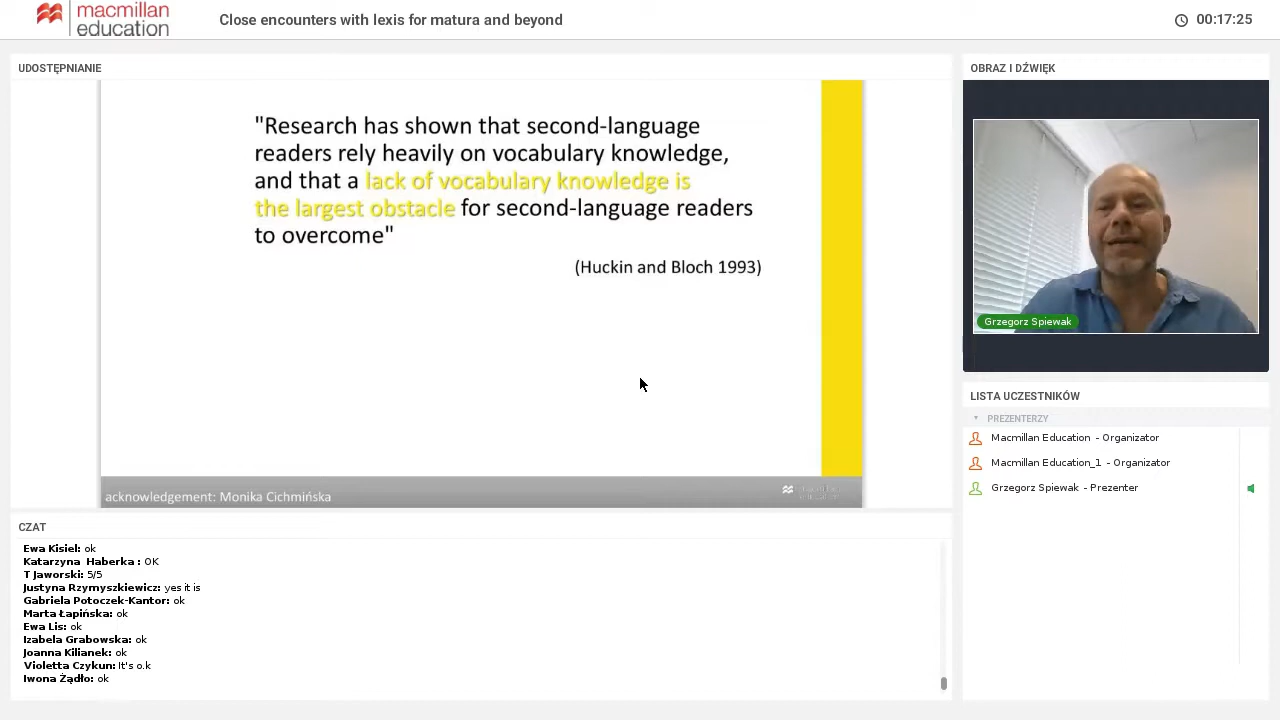 macmillan
education
Close encounters with lexis for matura and beyond
00:17:25
UDOSTĘPNIANIE
"Research has shown that second-language
readers rely heavily on vocabulary knowledge,
and that a lack of vocabulary knowledge is
the largest obstacle for second-language readers
to overcome"
(Huckin and Bloch 1993)
acknowledgement: Monika Cichmińska
OBRAZ I DŹWIĘK
Grzegorz Spiewak
LISTA UCZESTNIKÓW
PREZENTERZY
Macmillan Education - Organizator
Macmillan Education_1 - Organizator
Grzegorz Spiewak - Prezenter
CZAT
Ewa Kisiel: ok
Katarzyna Haberka : OK
T Jaworski: 5/5
Justyna Rzymyszkiewicz: yes it is
Gabriela Potoczek-Kantor: ok
Marta Łapińska: ok
Ewa Lis: ok
Izabela Grabowska: ok
Joanna Kilianek: ok
Violetta Czykun: It's o.k
Iwona Żądło: ok